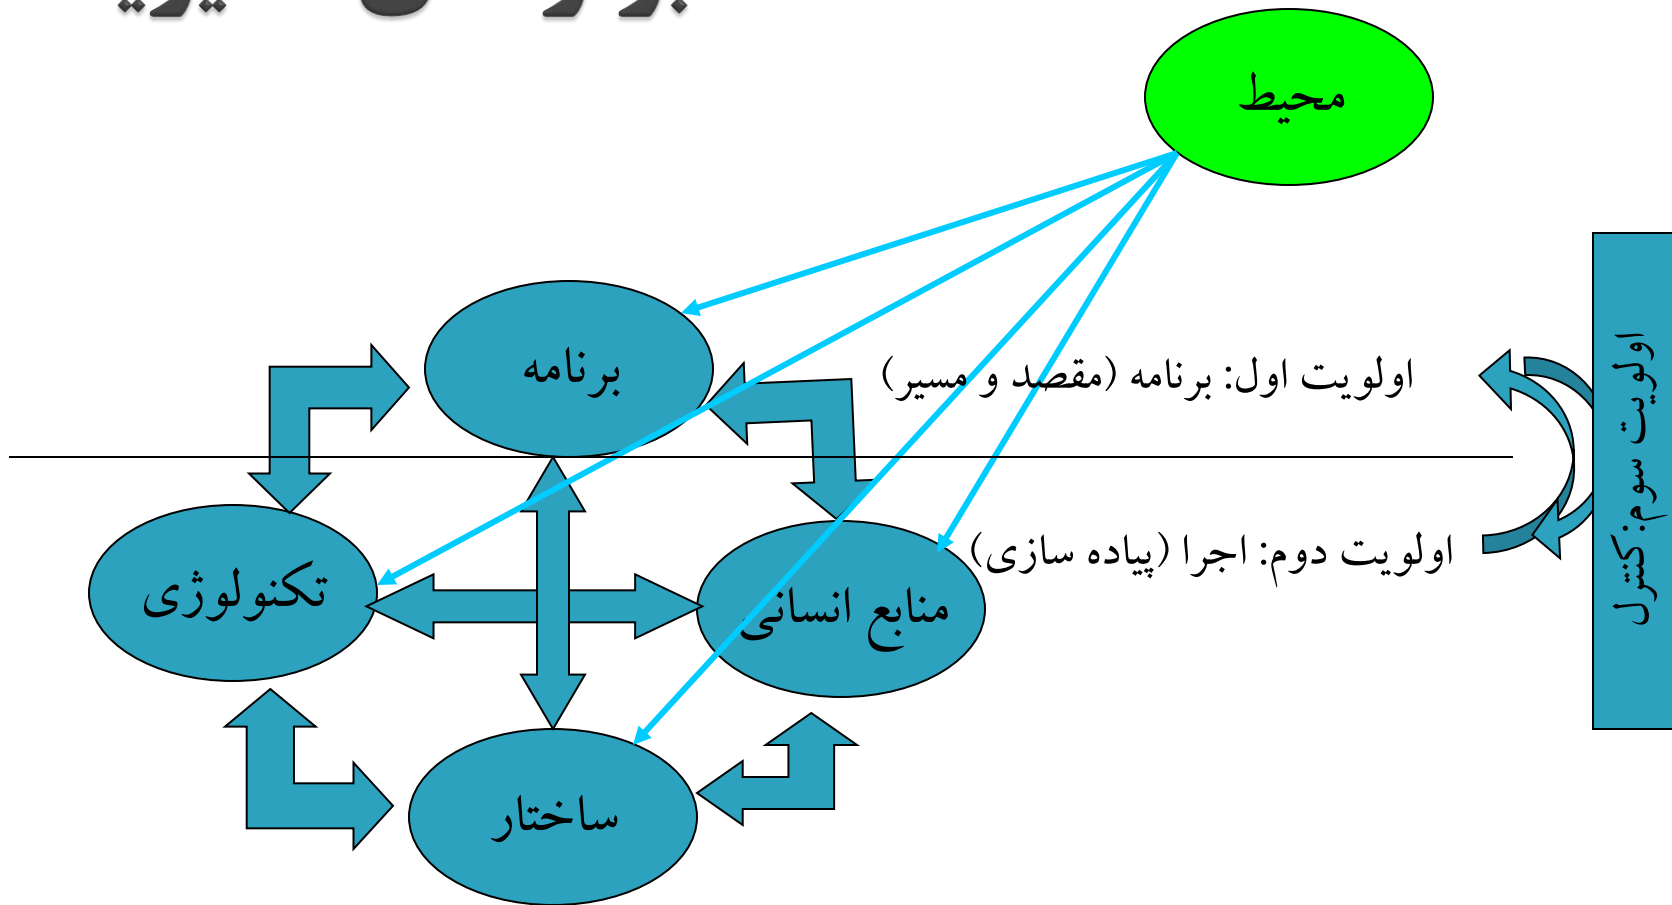 محیط
برنامه
اولویت اول: برنامه (مقصد و مسیر)
اولویت سوم:کنترل
اولویت دوم: اجرا (پیاده سازی)
تکنولوژی
منابع انسانی
ساختار